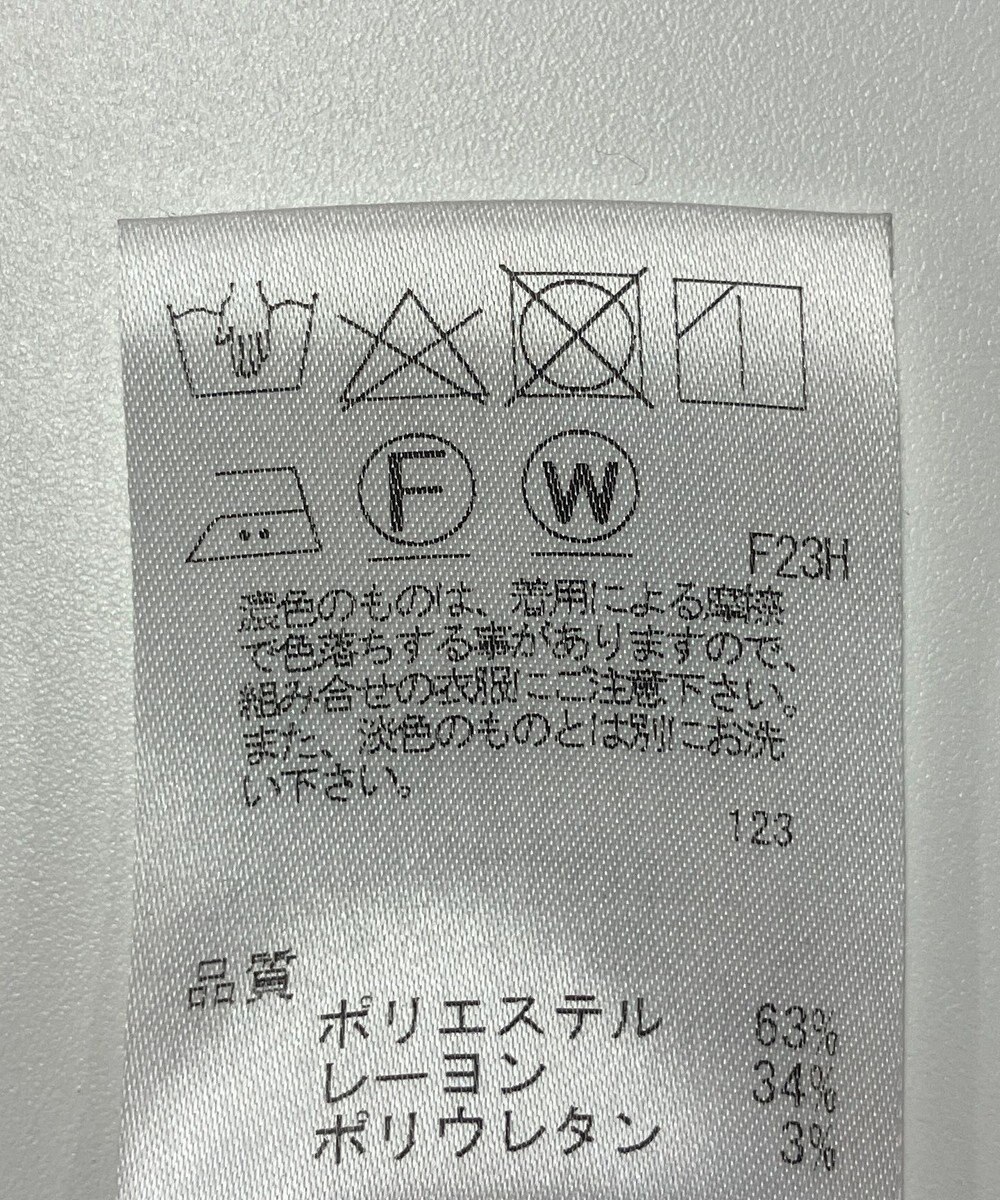 F W
F23H
濃色のものは、着用による摩擦
で色落ちする事がありますので、
組み合せの衣服にご注意下さい。
また、淡色のものとは別にお洗
い下さい。
123
品質
ポリエステル 63%
レーヨン 34%
ポリウレタン 3%